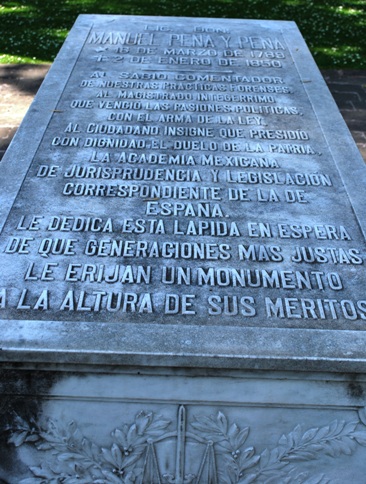 LIC. DON
MANUEL PEÑA Y PEÑA
* 10 DE MARZO DE 1789
† 2 DE ENERO DE 1850.
AL SABIO COMENTADOR
DE NUESTRAS PRACTICAS FORENSES,
AL MAGISTRADO INTEGERRIMO,
QUE VENCIO LAS PASIONES POLITICAS,
CON EL ARMA DE LA LEY.
AL CIUDADANO INSIGNE QUE PRESIDIO
CON DIGNIDAD EL DUELO DE LA PATRIA.
LA ACADEMIA MEXICANA
DE JURISPRUDENCIA Y LEGISLACION
CORRESPONDIENTE DE LA DE
ESPAÑA.
LE DEDICA ESTA LAPIDA EN ESPERA
DE QUE GENERACIONES MAS JUSTAS
LE ERIJAN UN MONUMENTO
A LA ALTURA DE SUS MERITOS